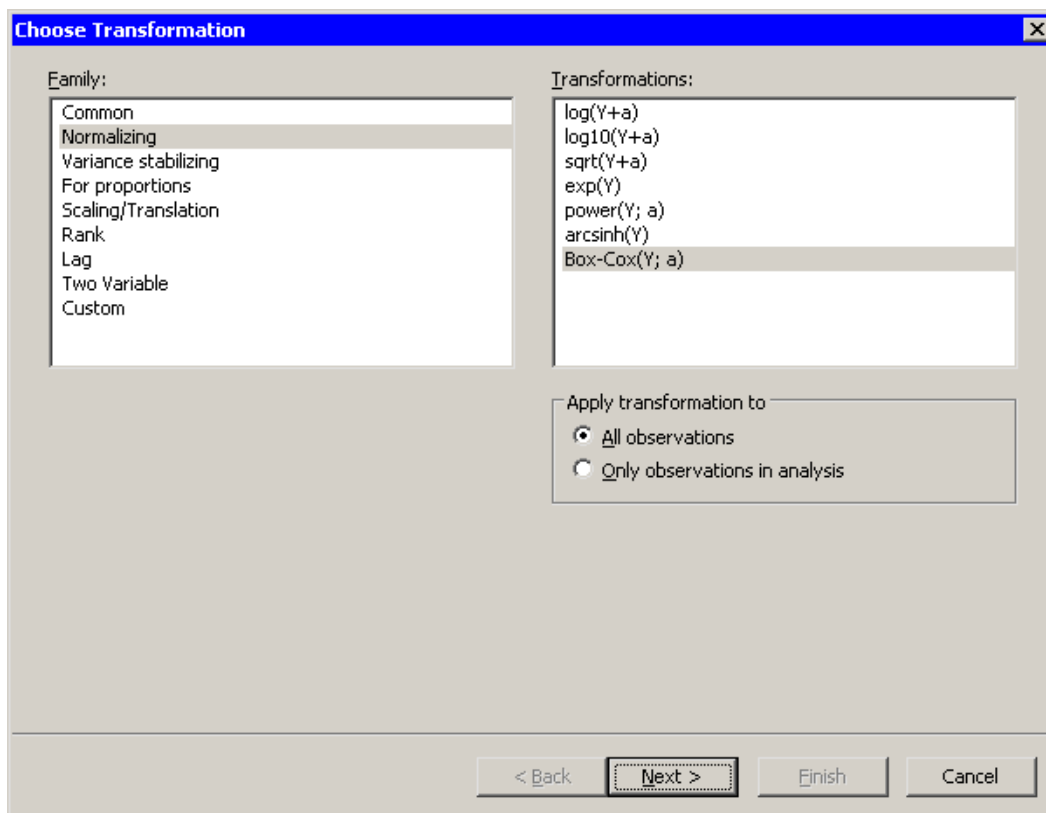 Choose Transformation
Family:
Common
Normalizing
Variance stabilizing
For proportions
Scaling/Translation
Rank
Lag
Two Variable
Custom
Transformations:
log(Y+a)
log10(Y+a)
sqrt(Y+a)
exp(Y)
power(Y; a)
arcsinh(Y)
Box-Cox(Y; a)
Apply transformation to
All observations
Only observations in analysis
< Back Next > Finish Cancel